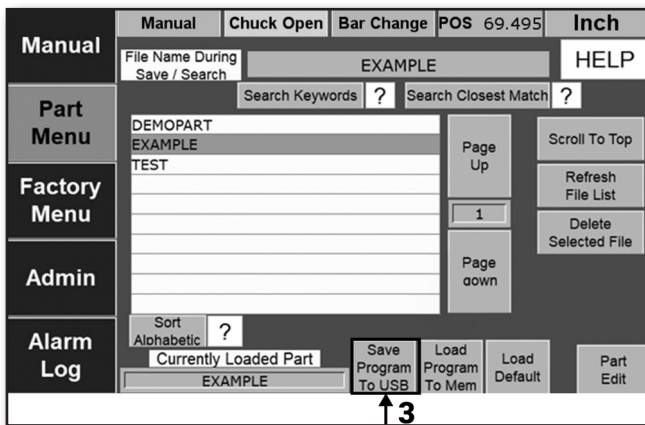 Manual
Chuck Open
Bar Change
POS 69.495
Inch
Manual
File Name During
Save / Search
EXAMPLE
HELP
Search Keywords
?
Search Closest Match
?
Part
Menu
DEMOPART
EXAMPLE
TEST
Page
Up
1
Page
down
Scroll To Top
Refresh
File List
Delete
Selected File
Factory
Menu
Admin
Sort
Alphabetic
?
Alarm
Log
Currently Loaded Part
EXAMPLE
Save
Program
To USB
Load
Program
To Mem
Load
Default
Part
Edit
3